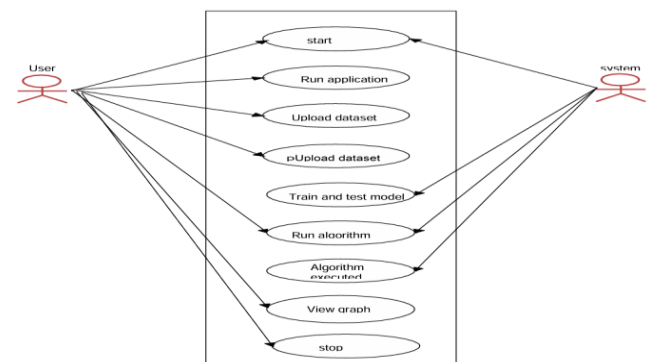 User
system
start
Run application
Upload dataset
pUpload dataset
Train and test model
Run algorithm
Algorithm
executed
View graph
stop